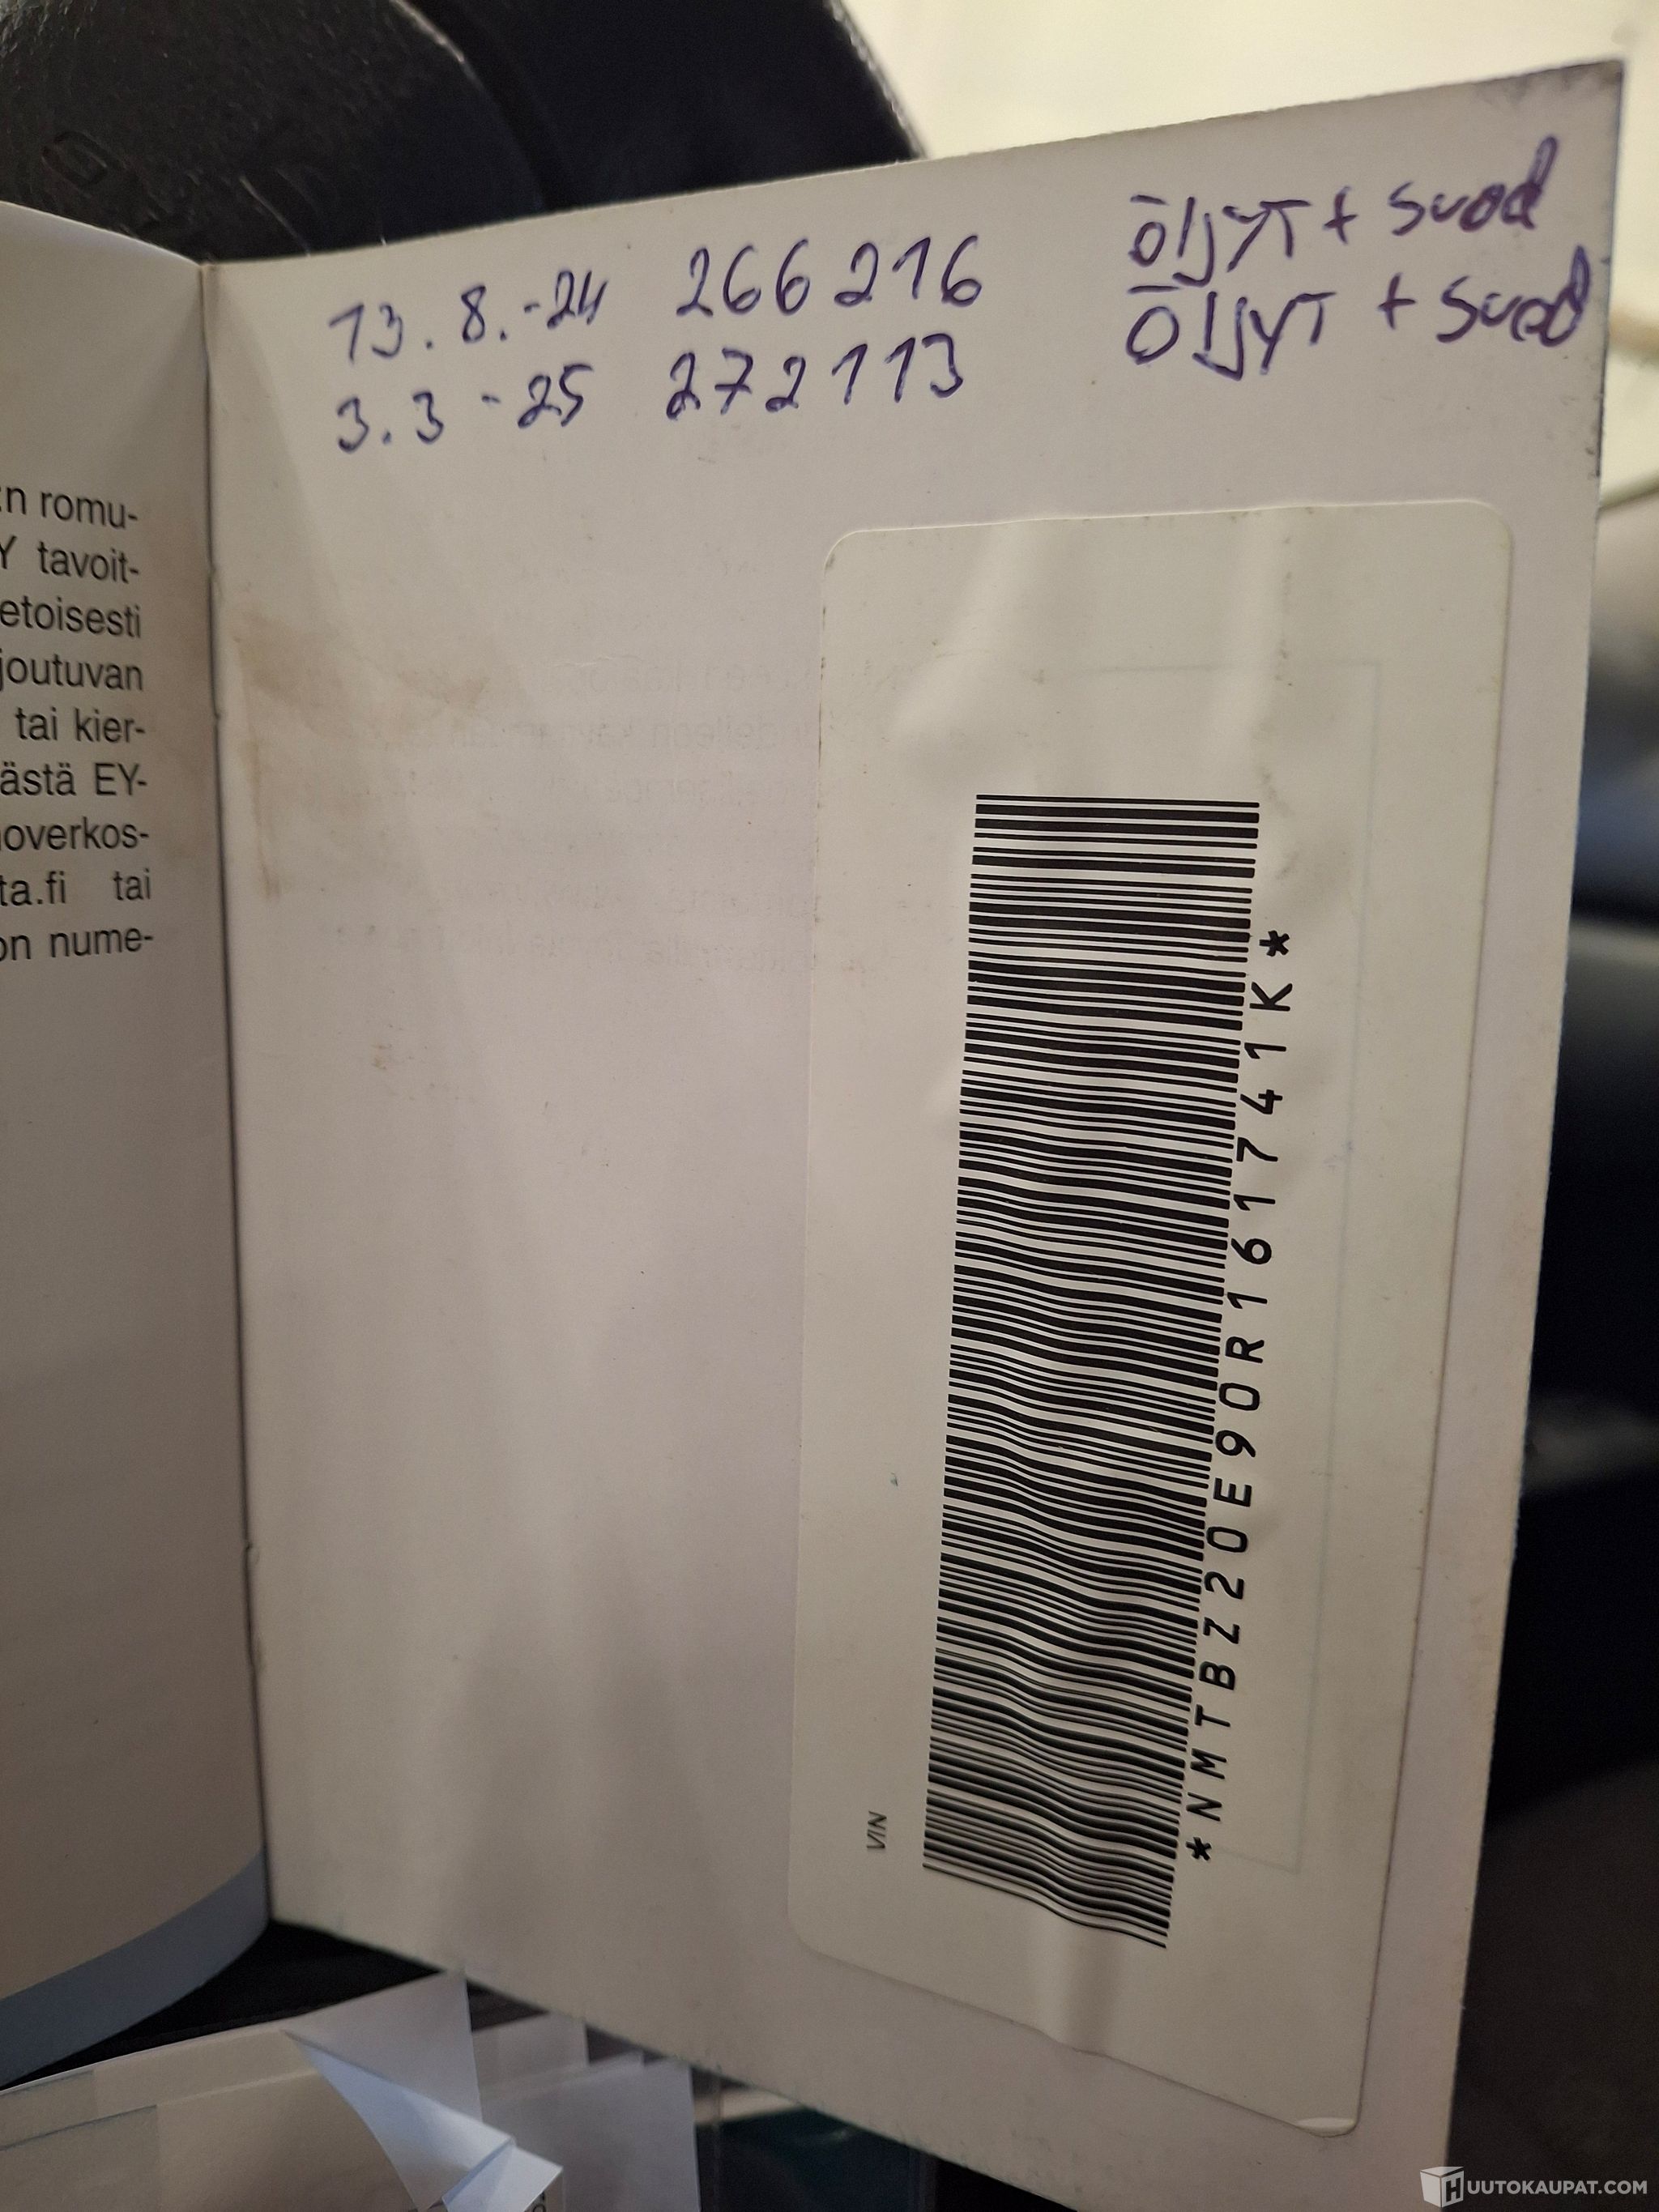 :n romu-
Y tavoit-
etoisesti
joutuvan
tai kier-
ästä EY-
overkos-
ta.fi tai
on nume-
13.8.-24 266216 öljyt + suod
3.3-25 272113 Öljyt + suod
VIN
*NMTBZ20E90R161741K*
HUUTOKAUPAT.COM